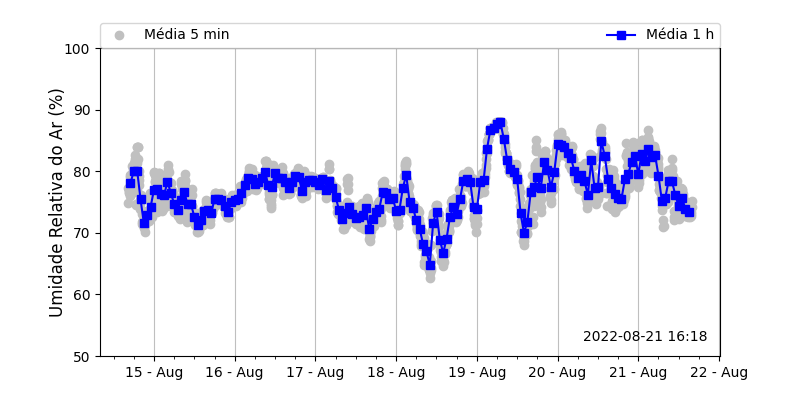 Média 5 min
Média 1 h
Umidade Relativa do Ar (%)
100
90
80
70
60
50
2022-08-21 16:18
15 - Aug
16 - Aug
17 - Aug
18 - Aug
19 - Aug
20 - Aug
21 - Aug
22 - Aug